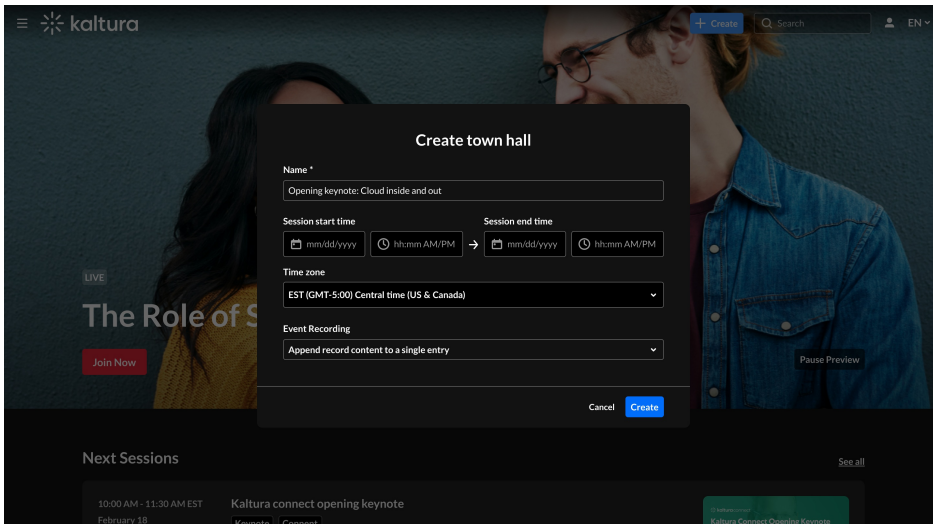 kaltura
Create
Search
EN
Create town hall
Name *
Opening keynote: Cloud inside and out
Session start time
Session end time
mm/dd/yyyy
hh:mm AM/PM
mm/dd/yyyy
hh:mm AM/PM
Time zone
EST (GMT-5:00) Central time (US & Canada)
Event Recording
Append record content to a single entry
Cancel
Create
LIVE
The Role of S
Join Now
Pause Preview
Next Sessions
See all
10:00 AM - 11:30 AM EST
February 18
Kaltura connect opening keynote
Keynote
Connect
Kaltura Connect Opening Keynote